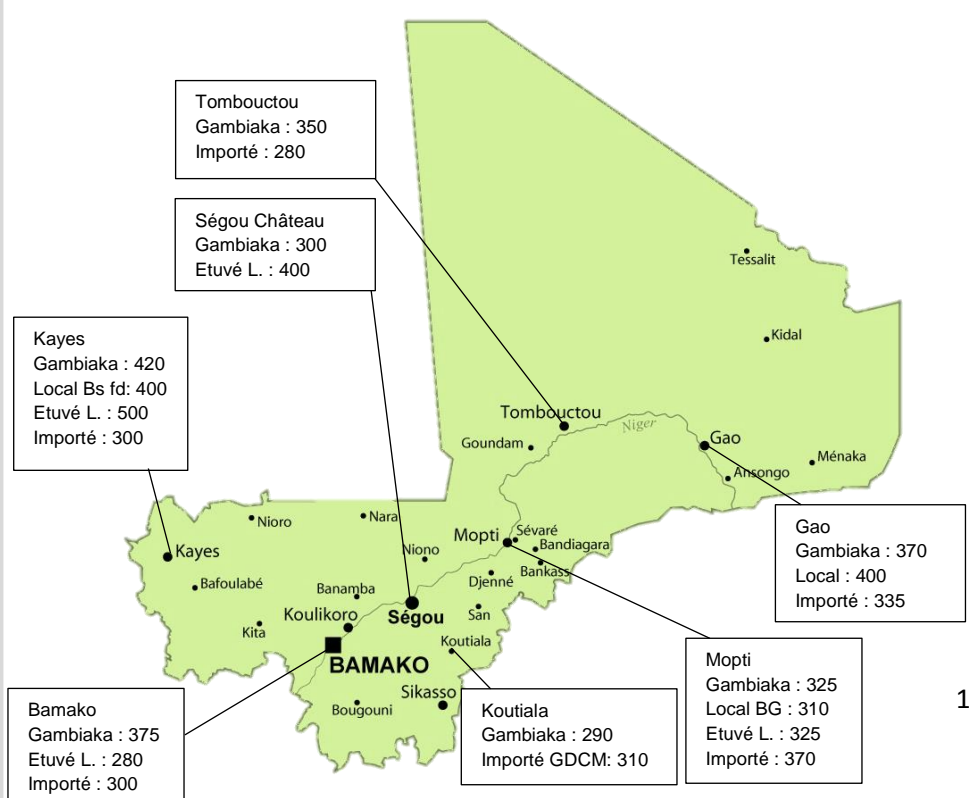 Tombouctou
Gambiaka : 350
Importé : 280
Ségou Château
Gambiaka : 300
Etuvé L. : 400
Kayes
Gambiaka : 420
Local Bs fd: 400
Etuvé L. : 500
Importé : 300
Tessalit
Kidal
Tombouctou
Niger
Goundam
Gao
Ménaka
Ansongo
Nioro
Nara
Mopti
Sévaré
Bandiagara
Kayes
Niono
Bankass
Djenné
Bafoulabé
Banamba
Koulikoro
Ségou
San
Kita
Koutiala
BAMAKO
Sikasso
Bougouni
Gao
Gambiaka : 370
Local : 400
Importé : 335
Mopti
Gambiaka : 325
Local BG : 310
Etuvé L. : 325
Importé : 370
Koutiala
Gambiaka : 290
Importé GDCM: 310
Bamako
Gambiaka : 375
Etuvé L. : 280
Importé : 300
1